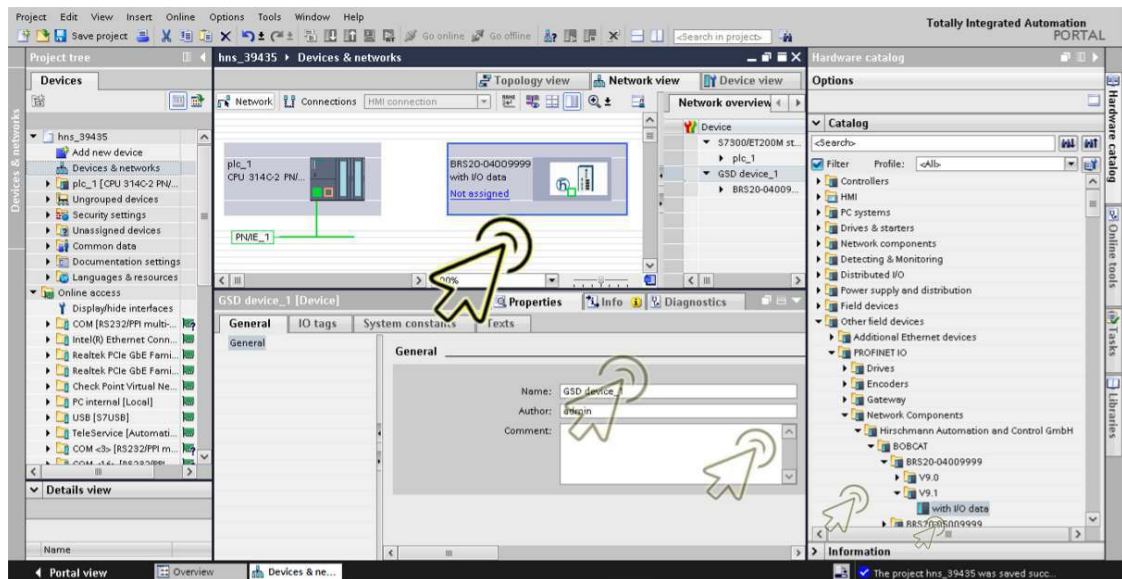 Project Edit View Insert Online Options Tools Window Help
Totally Integrated Automation
PORTAL
Save project
Go online
Go offline
<Search in project>
Project tree
hns_39435 ▸ Devices & networks
Hardware catalog
Devices
Topology view
Network view
Device view
Options
Network
Connections
HMI connection
Network overview
Devices & networks
hns_39435
Add new device
Devices & networks
plc_1 [CPU 314C-2 PN/...
Ungrouped devices
Security settings
Unassigned devices
Common data
Documentation settings
Languages & resources
Online access
Display/hide interfaces
COM [RS232/PPI multi-...
Intel(R) Ethernet Conn...
Realtek PCIe GbE Fami...
Realtek PCIe GbE Fami...
Check Point Virtual Ne...
PC internal [Local]
USB [S7USB]
TeleService [Automati...
COM <3> [RS232/PPI m...
COM <16> [RS232/PPI
Details view
Name
plc_1
CPU 314C-2 PN/...
BRS20-04009999
with I/O data
Not assigned
PN/IE_1
Device
S7300/ET200M st...
plc_1
GSD device_1
BRS20-04009...
GSD device_1 [Device]
Properties
Info
Diagnostics
General
IO tags
System constants
Texts
General
General
Name: GSD device_1
Author: admin
Comment:
Catalog
<Search>
Filter
Profile: <All>
Controllers
HMI
PC systems
Drives & starters
Network components
Detecting & Monitoring
Distributed I/O
Power supply and distribution
Field devices
Other field devices
Additional Ethernet devices
PROFINET IO
Drives
Encoders
Gateway
Network Components
Hirschmann Automation and Control GmbH
BOBCAT
BRS20-04009999
V9.0
V9.1
with I/O data
BRS20-05009999
Information
Hardware catalog
Online tools
Tasks
Libraries
Portal view
Overview
Devices & ne...
The project hns_39435 was saved succ...